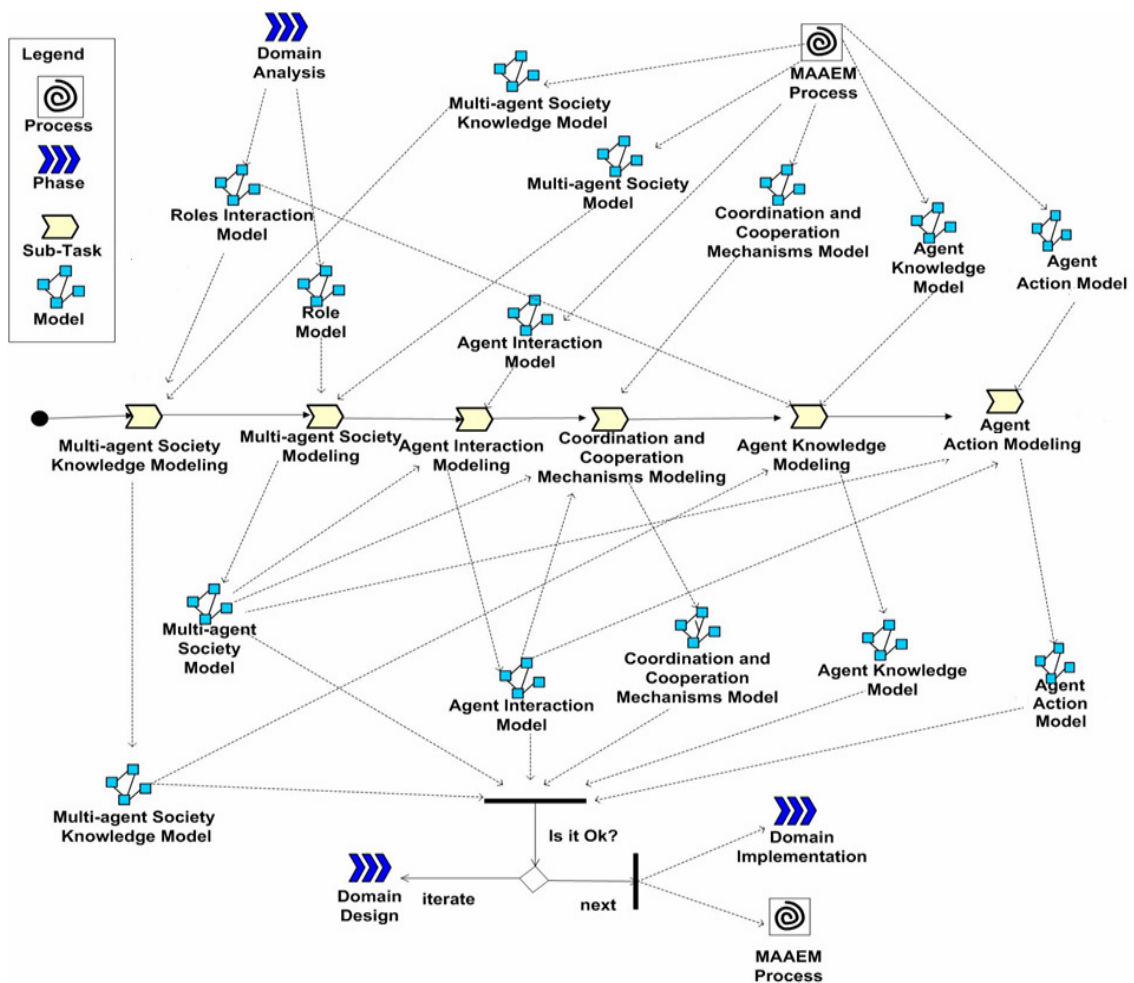 Legend
Process
Phase
Sub-Task
Model
Domain
Analysis
MAAEM
Process
Multi-agent Society
Knowledge Model
Multi-agent Society
Model
Roles Interaction
Model
Coordination and
Cooperation
Mechanisms Model
Agent
Knowledge
Model
Agent
Action Model
Role
Model
Agent Interaction
Model
Multi-agent Society
Knowledge Modeling
Multi-agent Society
Modeling
Agent Interaction
Modeling
Coordination and
Cooperation
Mechanisms Modeling
Agent Knowledge
Modeling
Agent
Action Modeling
Multi-agent
Society
Model
Agent Interaction
Model
Coordination and
Cooperation
Mechanisms Model
Agent Knowledge
Model
Agent
Action
Model
Multi-agent Society
Knowledge Model
Is it Ok?
Domain
Implementation
Domain
Design
iterate
next
MAAEM
Process